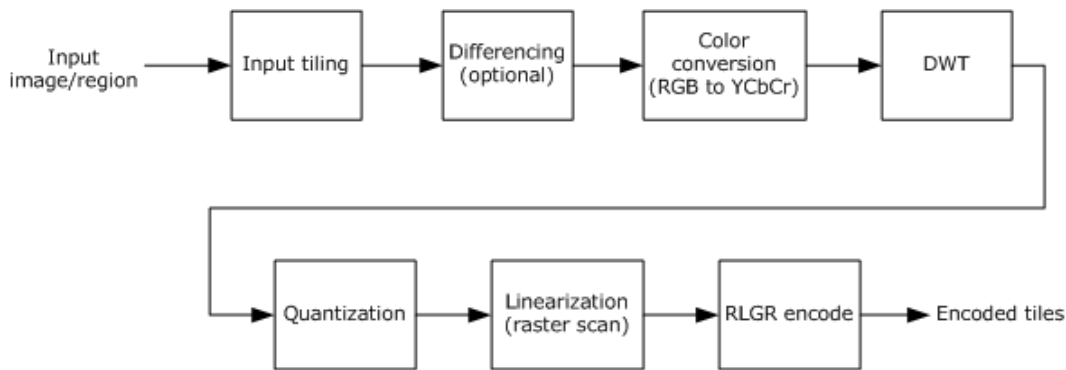 Input
image/region
Input tiling
Differencing
(optional)
Color
conversion
(RGB to YCbCr)
DWT
Quantization
Linearization
(raster scan)
RLGR encode
Encoded tiles